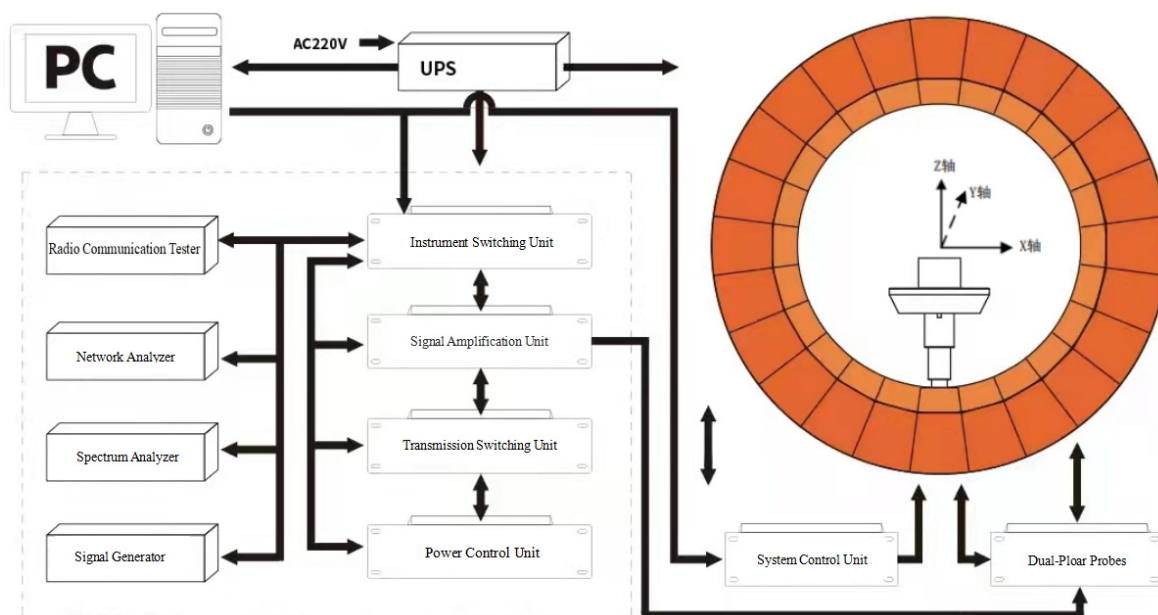 PC
AC220V
UPS
Z轴
Y轴
X轴
Radio Communication Tester
Instrument Switching Unit
Network Analyzer
Signal Amplification Unit
Spectrum Analyzer
Transmission Switching Unit
Signal Generator
Power Control Unit
System Control Unit
Dual-Ploar Probes